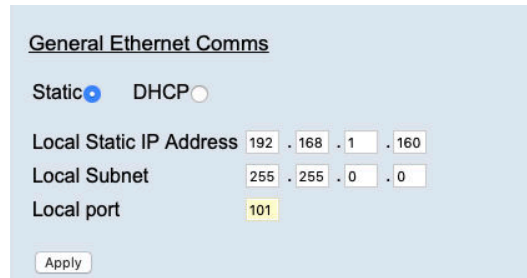 General Ethernet Comms
Static DHCP
Local Static IP Address 192 . 168 . 1 . 160
Local Subnet 255 . 255 . 0 . 0
Local port 101
Apply